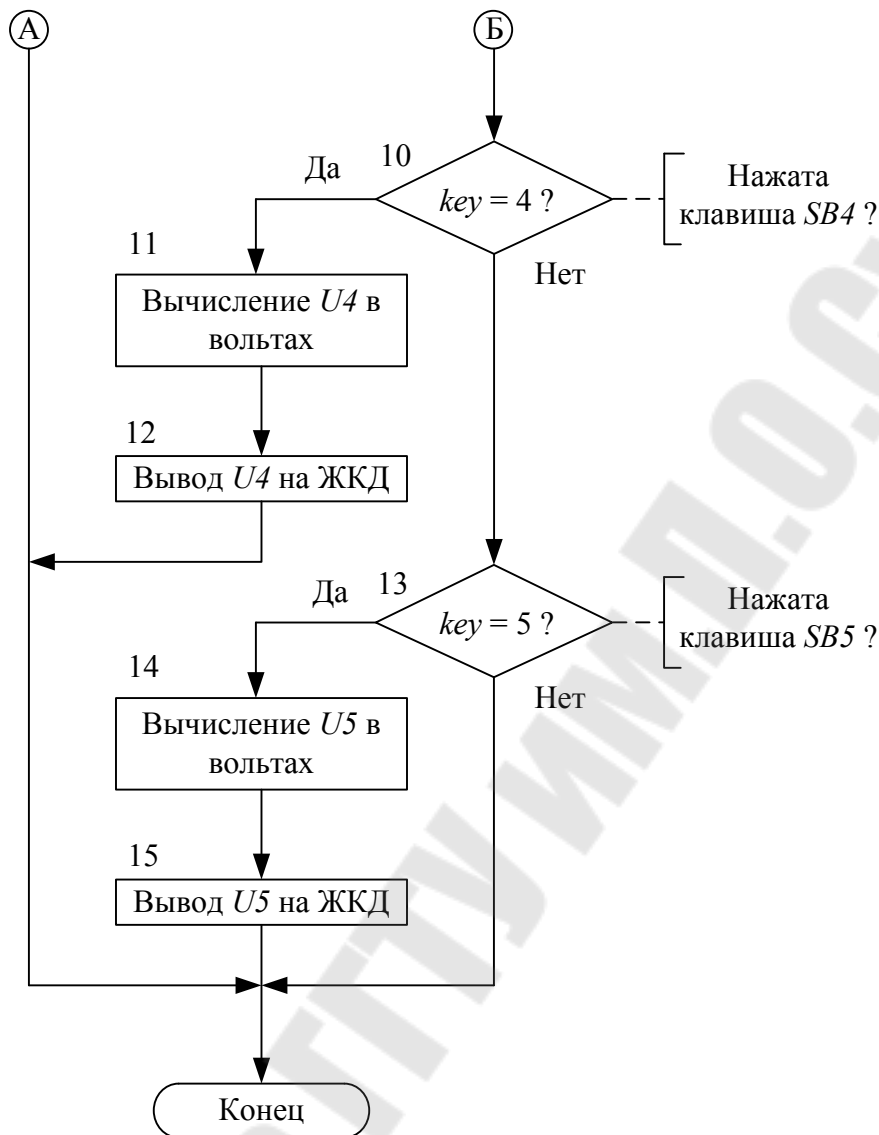 А
Б
10
Да
key = 4 ?
Нажата
клавиша SB4 ?
11
Нет
Вычисление U4 в
вольтах
12
Вывод U4 на ЖКД
13
Да
key = 5 ?
Нажата
клавиша SB5 ?
14
Нет
Вычисление U5 в
вольтах
15
Вывод U5 на ЖКД
Конец